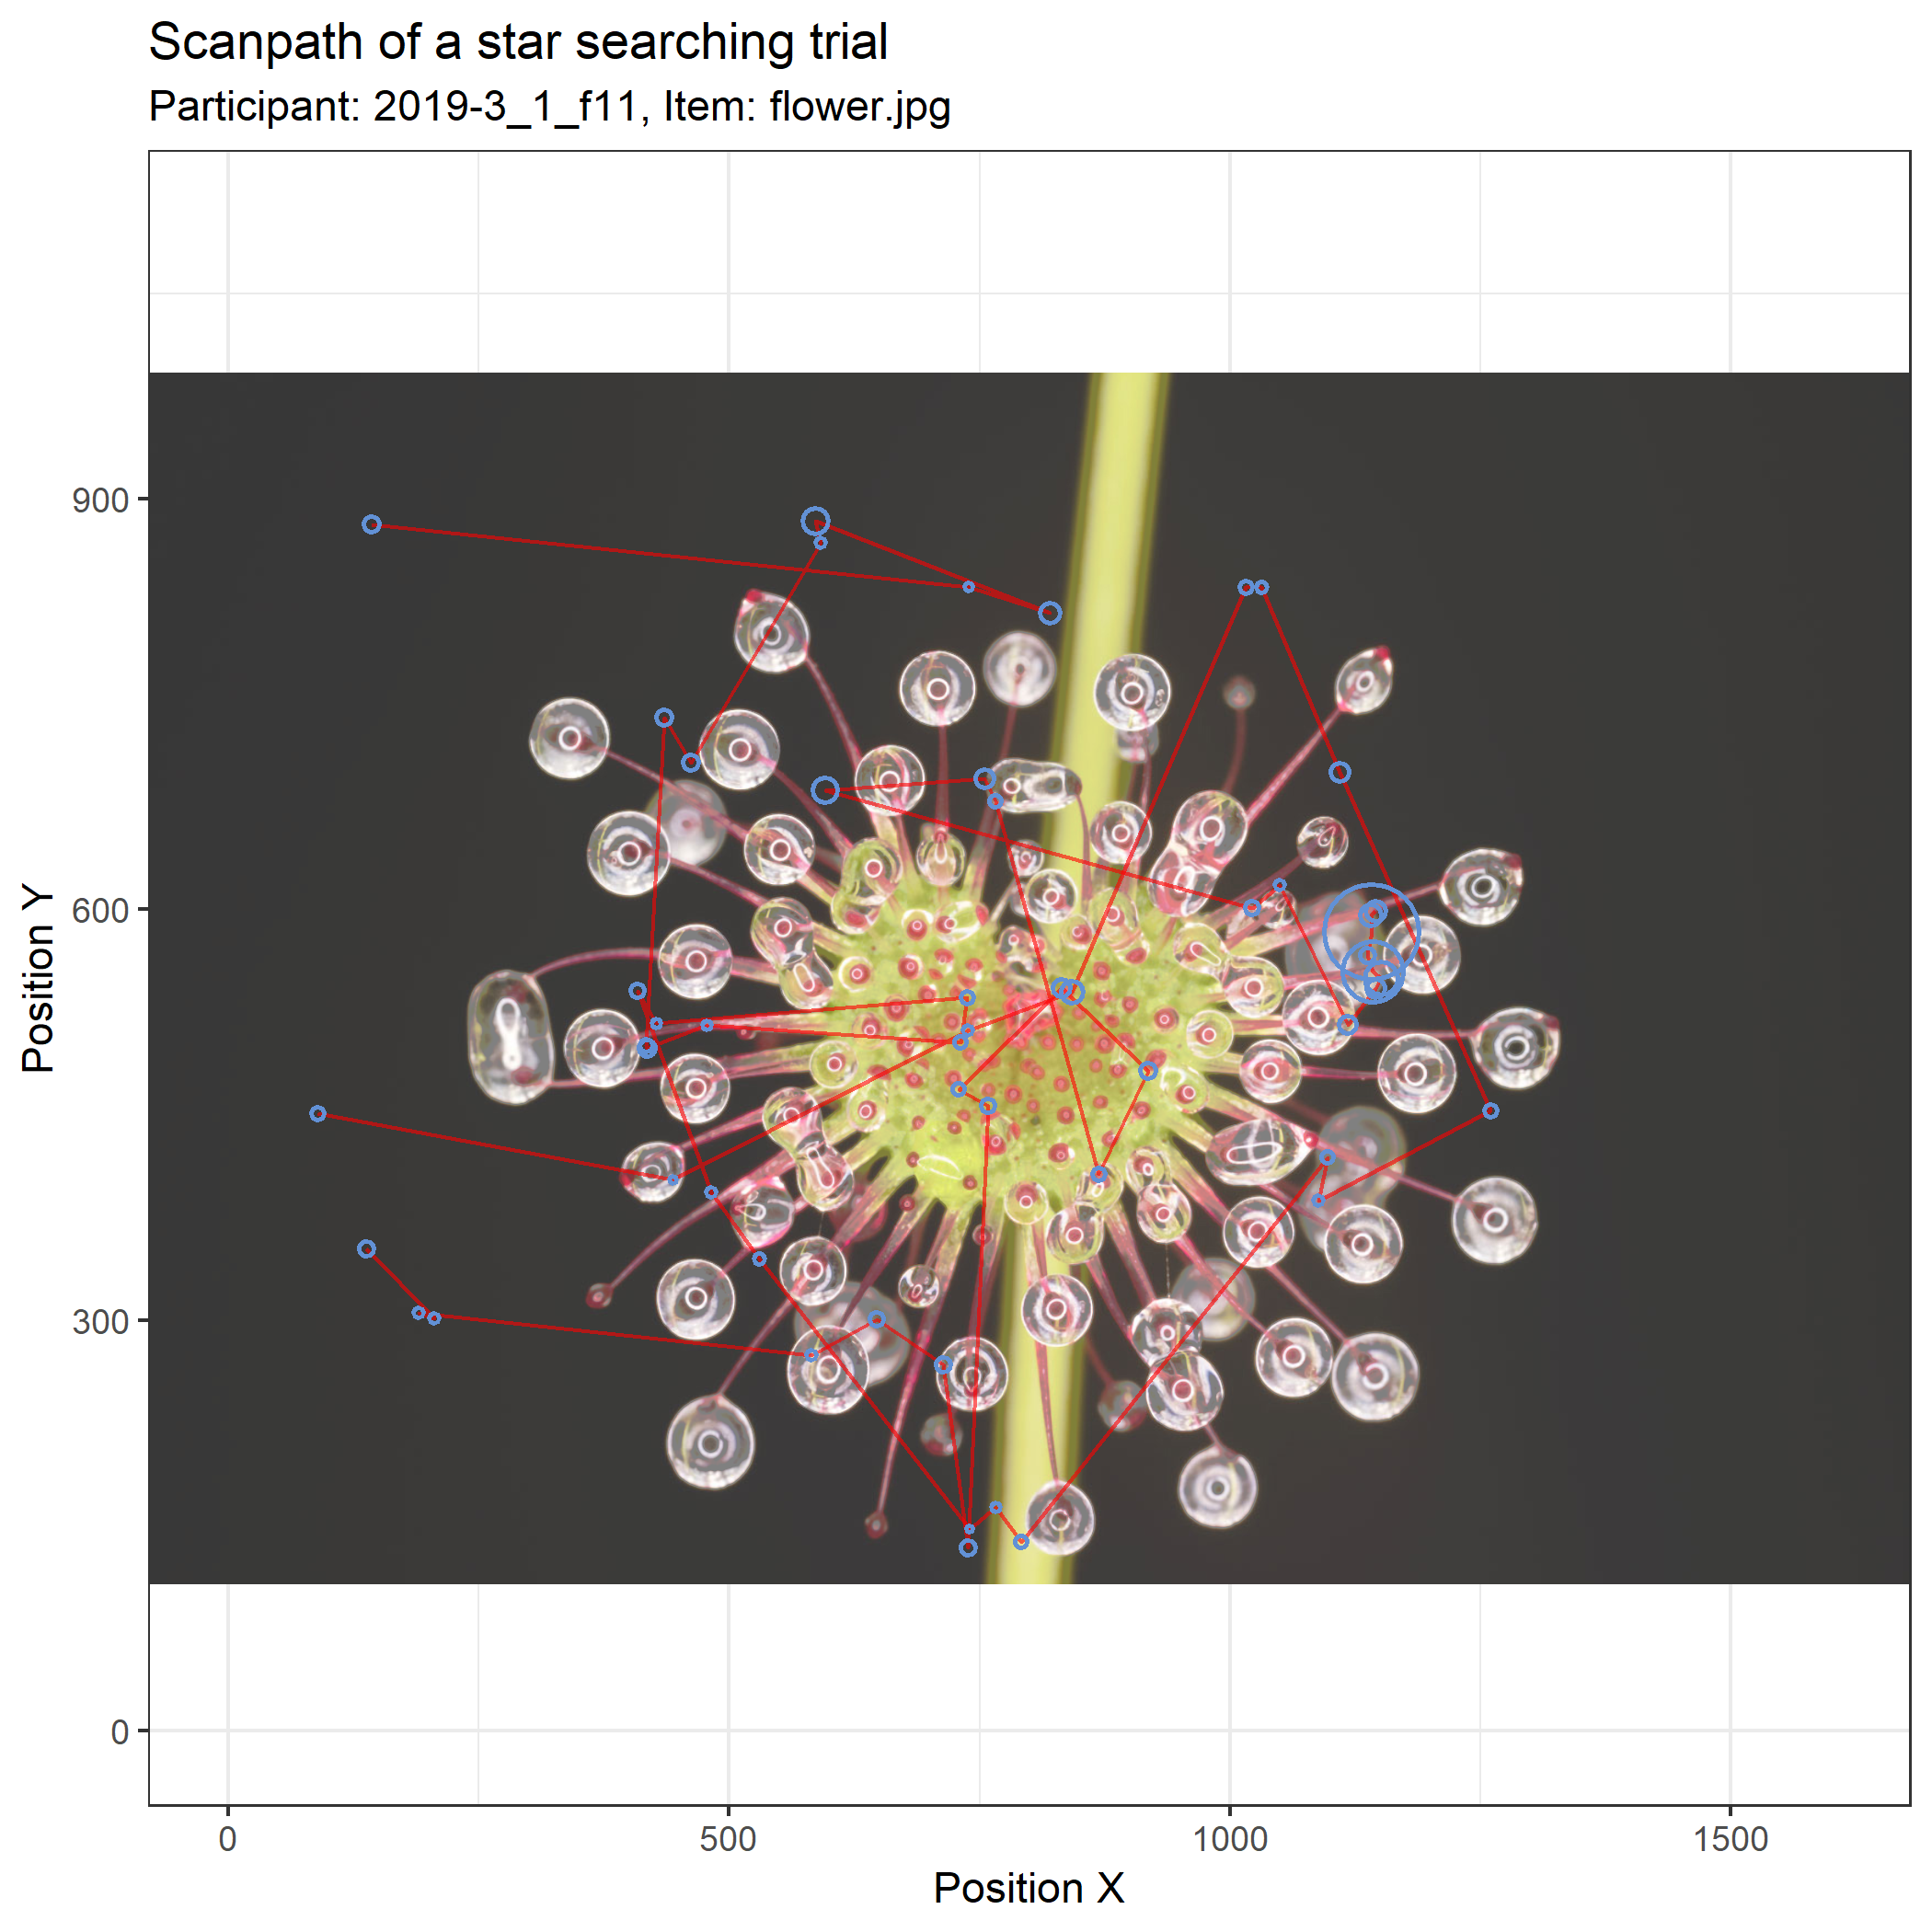 Scanpath of a star searching trial
Participant: 2019-3_1_f11, Item: flower.jpg
900
600
300
0
0 500 1000 1500
Position X
Position Y